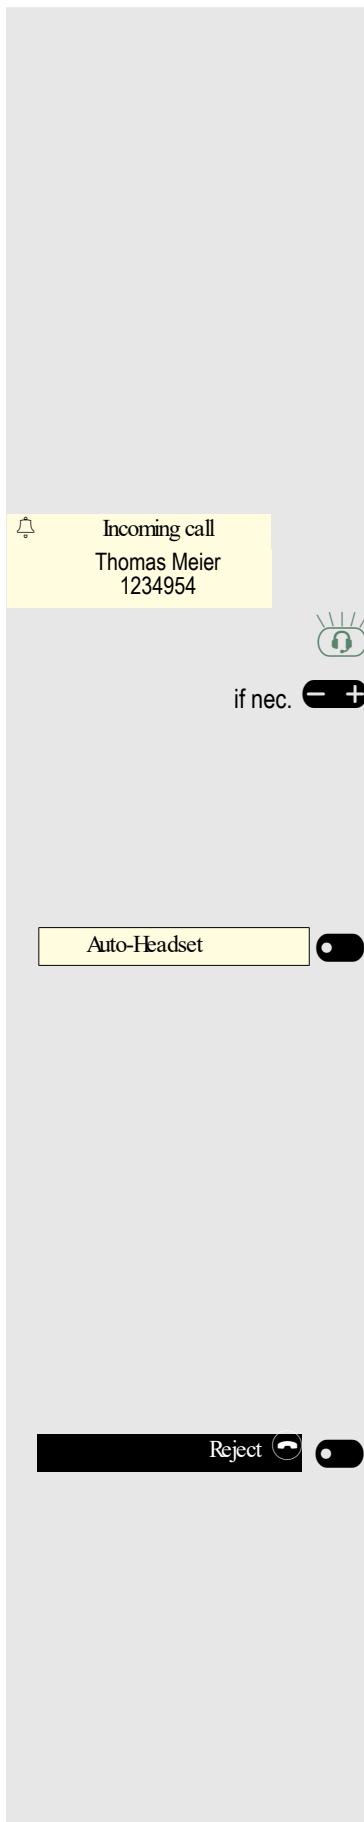 Incoming call
Thomas Meier
1234954
if nec. − +
Auto-Headset
Reject